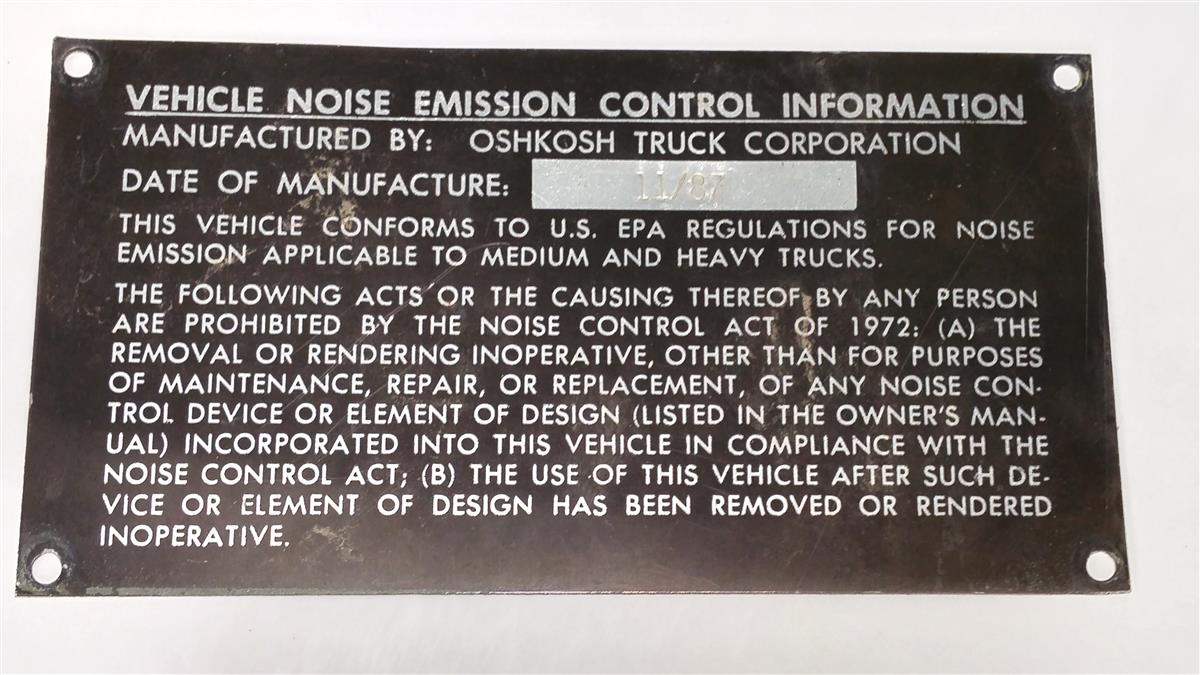 VEHICLE NOISE EMISSION CONTROL INFORMATION
MANUFACTURED BY: OSHKOSH TRUCK CORPORATION
DATE OF MANUFACTURE: 11/87
THIS VEHICLE CONFORMS TO U.S. EPA REGULATIONS FOR NOISE
EMISSION APPLICABLE TO MEDIUM AND HEAVY TRUCKS.
THE FOLLOWING ACTS OR THE CAUSING THEREOF BY ANY PERSON
ARE PROHIBITED BY THE NOISE CONTROL ACT OF 1972: (A) THE
REMOVAL OR RENDERING INOPERATIVE, OTHER THAN FOR PURPOSES
OF MAINTENANCE, REPAIR, OR REPLACEMENT, OF ANY NOISE CON-
TROL DEVICE OR ELEMENT OF DESIGN (LISTED IN THE OWNER'S MAN-
UAL) INCORPORATED INTO THIS VEHICLE IN COMPLIANCE WITH THE
NOISE CONTROL ACT; (B) THE USE OF THIS VEHICLE AFTER SUCH DE-
VICE OR ELEMENT OF DESIGN HAS BEEN REMOVED OR RENDERED
INOPERATIVE.